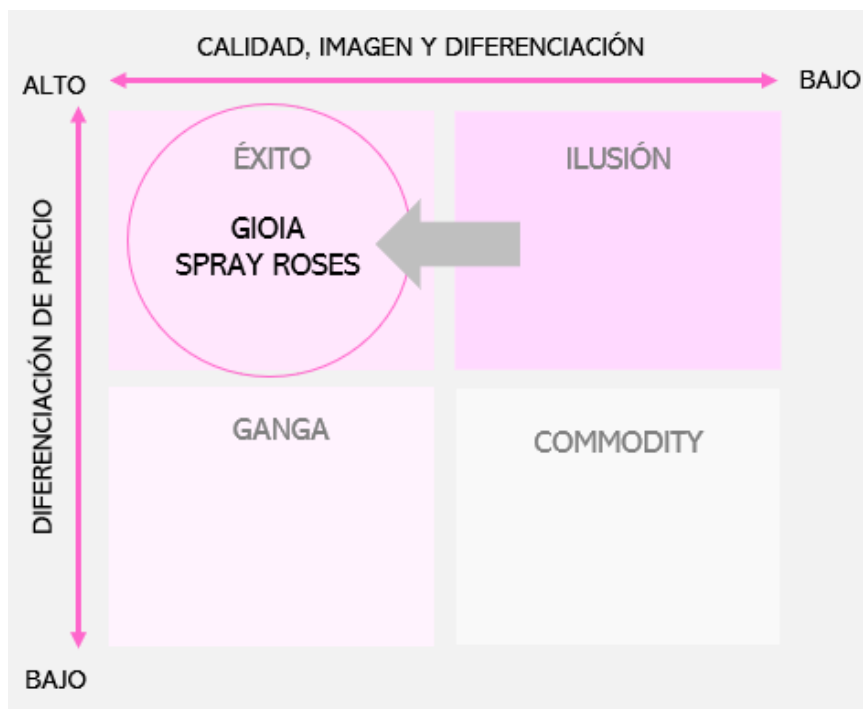 CALIDAD, IMAGEN Y DIFERENCIACIÓN
ALTO
BAJO
ÉXITO
ILUSIÓN
GIOIA
SPRAY ROSES
DIFERENCIACIÓN DE PRECIO
GANGA
COMMODITY
BAJO